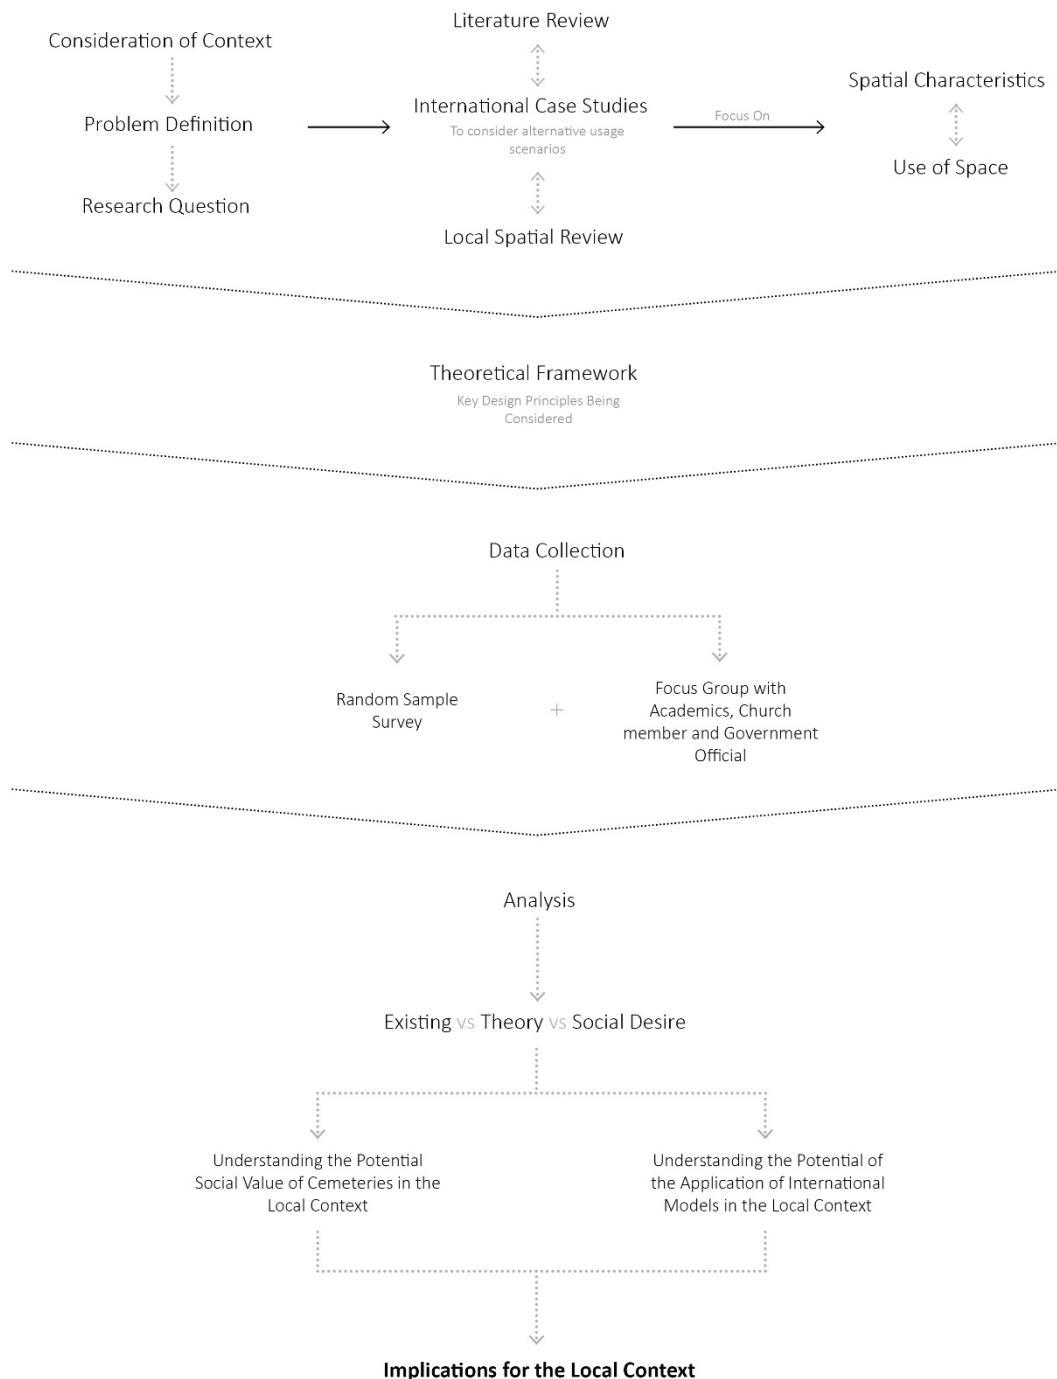 Consideration of Context
Problem Definition
Research Question
Literature Review
International Case Studies
To consider alternative usage
scenarios
Local Spatial Review
Focus On
Spatial Characteristics
Use of Space
Theoretical Framework
Key Design Principles Being
Considered
Data Collection
Random Sample
Survey
+
Focus Group with
Academics, Church
member and Government
Official
Analysis
Existing vs Theory vs Social Desire
Understanding the Potential
Social Value of Cemeteries in the
Local Context
Understanding the Potential of
the Application of International
Models in the Local Context
Implications for the Local Context